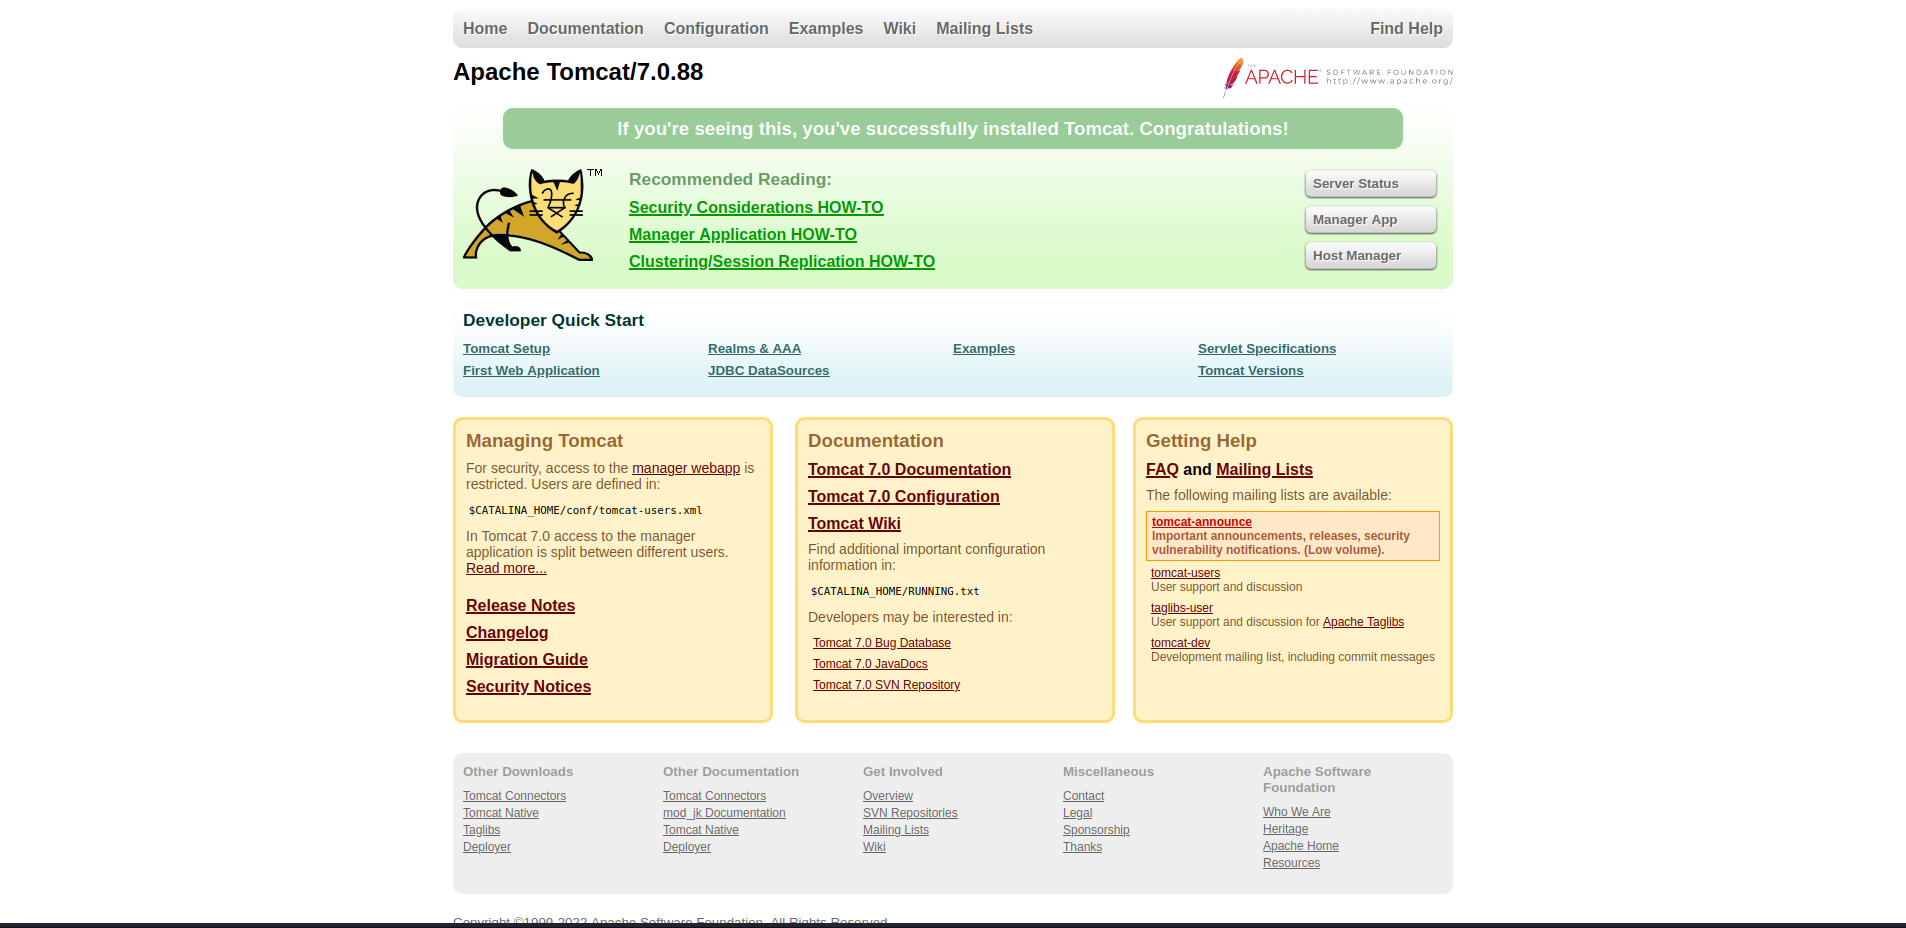 Home Documentation Configuration Examples Wiki Mailing Lists Find Help
Apache Tomcat/7.0.88
THE
APACHE SOFTWARE FOUNDATION
http://www.apache.org/
If you're seeing this, you've successfully installed Tomcat. Congratulations!
TM
Recommended Reading:
Security Considerations HOW-TO
Manager Application HOW-TO
Clustering/Session Replication HOW-TO
Server Status
Manager App
Host Manager
Developer Quick Start
Tomcat Setup
First Web Application
Realms & AAA
JDBC DataSources
Examples
Servlet Specifications
Tomcat Versions
Managing Tomcat
For security, access to the manager webapp is
restricted. Users are defined in:
$CATALINA_HOME/conf/tomcat-users.xml
In Tomcat 7.0 access to the manager
application is split between different users.
Read more...
Release Notes
Changelog
Migration Guide
Security Notices
Documentation
Tomcat 7.0 Documentation
Tomcat 7.0 Configuration
Tomcat Wiki
Find additional important configuration
information in:
$CATALINA_HOME/RUNNING.txt
Developers may be interested in:
Tomcat 7.0 Bug Database
Tomcat 7.0 JavaDocs
Tomcat 7.0 SVN Repository
Getting Help
FAQ and Mailing Lists
The following mailing lists are available:
tomcat-announce
Important announcements, releases, security
vulnerability notifications. (Low volume).
tomcat-users
User support and discussion
taglibs-user
User support and discussion for Apache Taglibs
tomcat-dev
Development mailing list, including commit messages
Other Downloads
Tomcat Connectors
Tomcat Native
Taglibs
Deployer
Other Documentation
Tomcat Connectors
mod_jk Documentation
Tomcat Native
Deployer
Get Involved
Overview
SVN Repositories
Mailing Lists
Wiki
Miscellaneous
Contact
Legal
Sponsorship
Thanks
Apache Software
Foundation
Who We Are
Heritage
Apache Home
Resources
Copyright ©1999-2022 Apache Software Foundation. All Rights Reserved